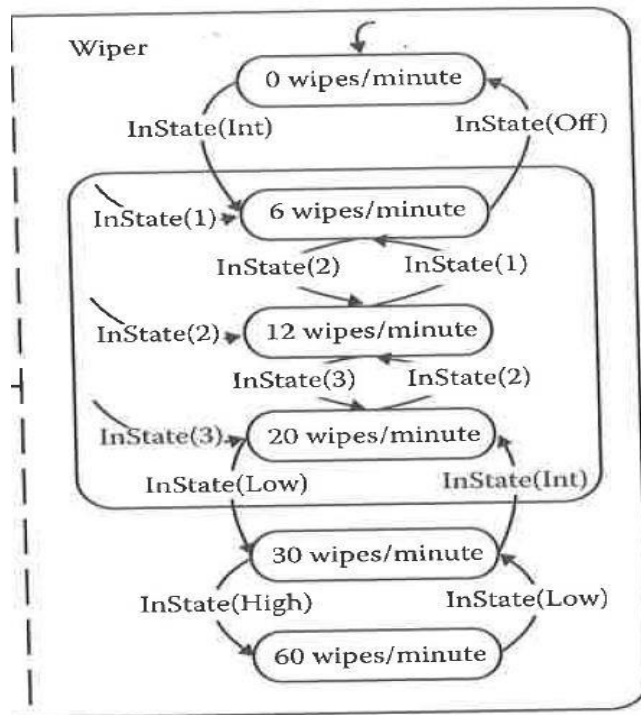 Wiper
0 wipes/minute
InState(Int)
InState(Off)
InState(1)
6 wipes/minute
InState(2)
InState(1)
InState(2)
12 wipes/minute
InState(3)
InState(2)
InState(3)
20 wipes/minute
InState(Low)
InState(Int)
30 wipes/minute
InState(High)
InState(Low)
60 wipes/minute